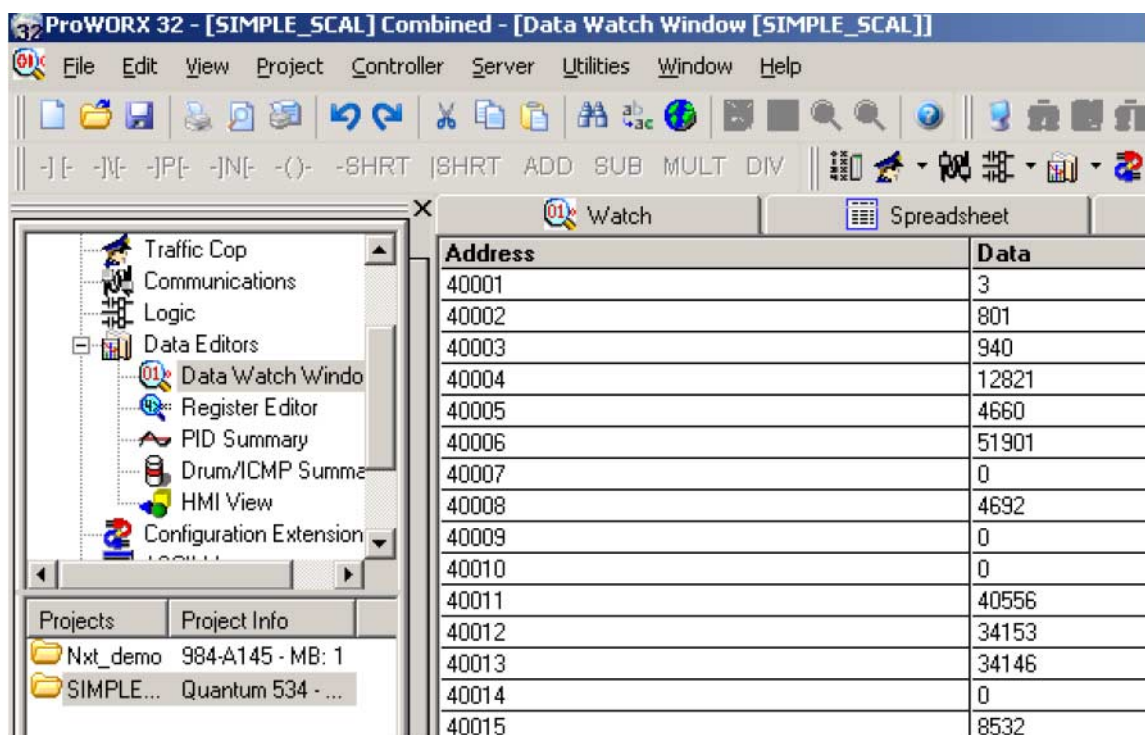 ProWORX 32 - [SIMPLE_SCAL] Combined - [Data Watch Window [SIMPLE_SCAL]]
File Edit View Project Controller Server Utilities Window Help
-] [- -]\[- -]P[- -]N[- -( )- -SHRT |SHRT ADD SUB MULT DIV
Traffic Cop
Communications
Logic
Data Editors
Data Watch Windo
Register Editor
PID Summary
Drum/ICMP Summa
HMI View
Configuration Extension
Projects Project Info
Nxt_demo 984-A145 - MB: 1
SIMPLE... Quantum 534 - ...
Watch Spreadsheet
Address Data
40001 3
40002 801
40003 940
40004 12821
40005 4660
40006 51901
40007 0
40008 4692
40009 0
40010 0
40011 40556
40012 34153
40013 34146
40014 0
40015 8532